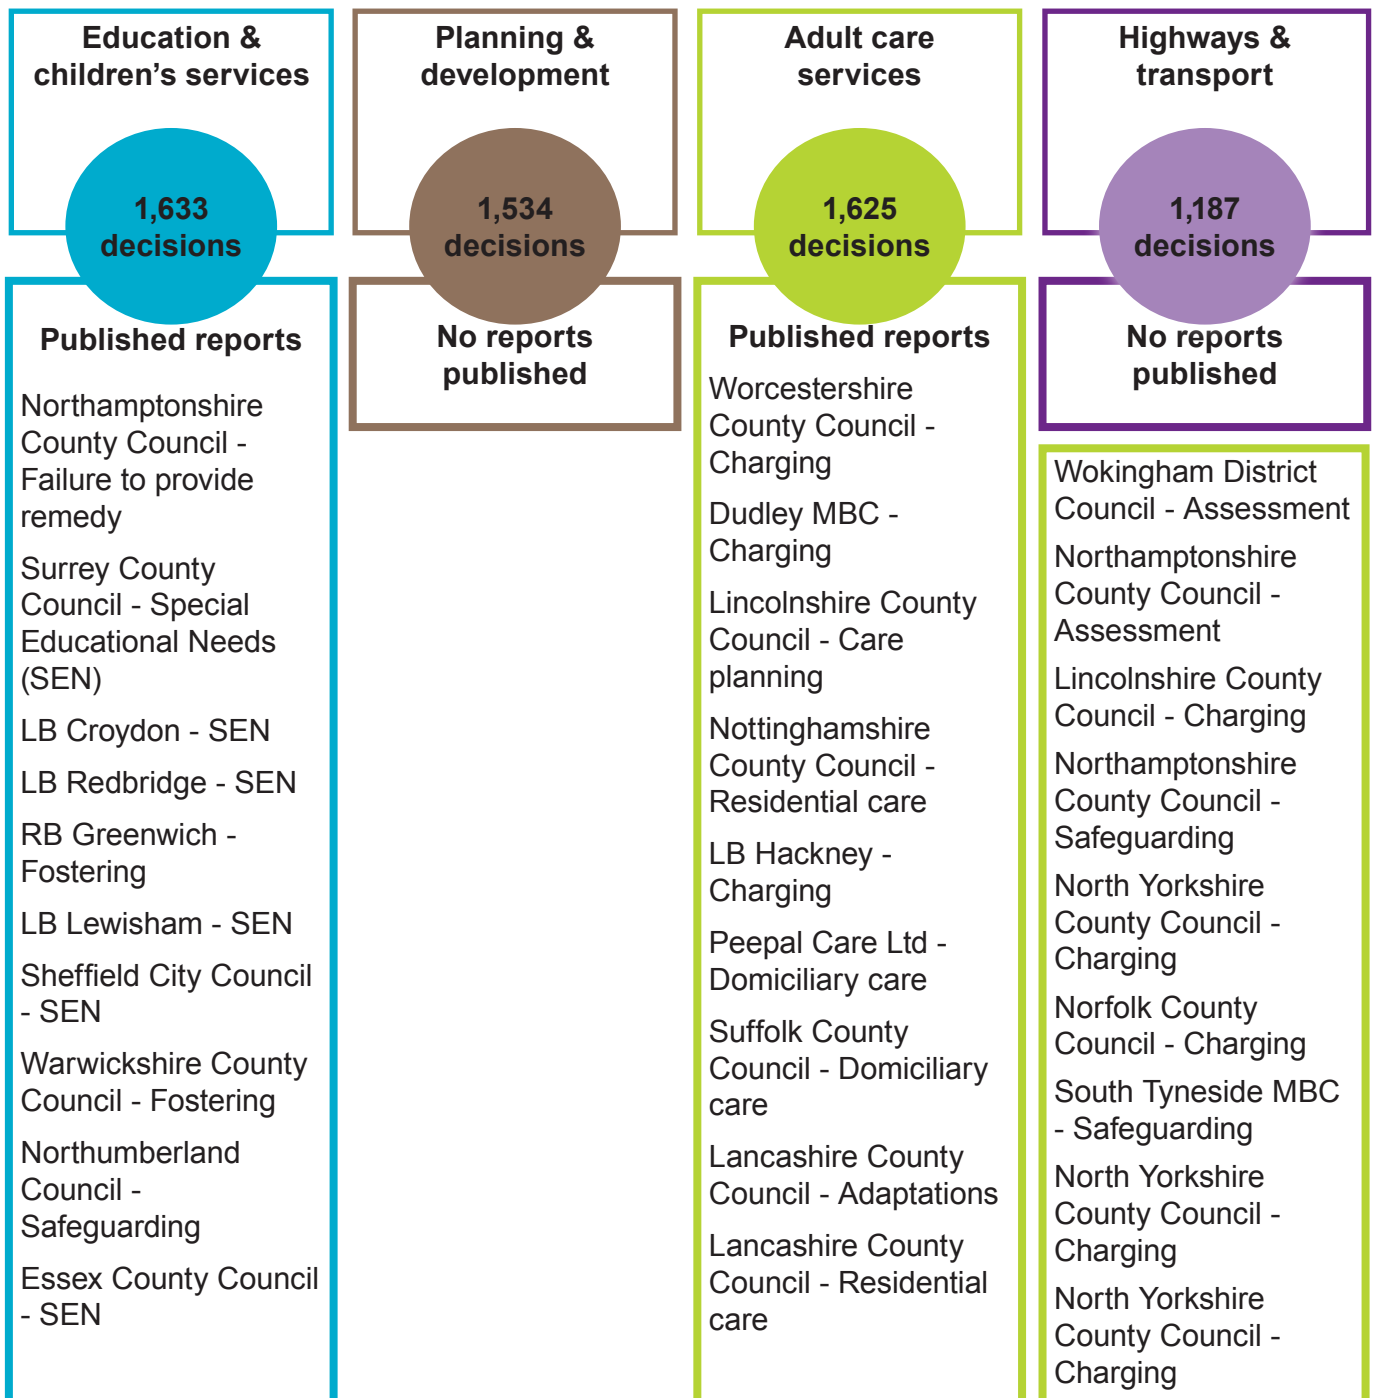 Education &
children's services
1,633
decisions
Published reports
Northamptonshire
County Council -
Failure to provide
remedy
Surrey County
Council - Special
Educational Needs
(SEN)
LB Croydon - SEN
LB Redbridge - SEN
RB Greenwich -
Fostering
LB Lewisham - SEN
Sheffield City Council
- SEN
Warwickshire County
Council - Fostering
Northumberland
Council -
Safeguarding
Essex County Council
- SEN
Planning &
development
1,534
decisions
No reports
published
Adult care
services
1,625
decisions
Published reports
Worcestershire
County Council -
Charging
Dudley MBC -
Charging
Lincolnshire County
Council - Care
planning
Nottinghamshire
County Council -
Residential care
LB Hackney -
Charging
Peepal Care Ltd -
Domiciliary care
Suffolk County
Council - Domiciliary
care
Lancashire County
Council - Adaptations
Lancashire County
Council - Residential
care
Highways &
transport
1,187
decisions
No reports
published
Wokingham District
Council - Assessment
Northamptonshire
County Council -
Assessment
Lincolnshire County
Council - Charging
Northamptonshire
County Council -
Safeguarding
North Yorkshire
County Council -
Charging
Norfolk County
Council - Charging
South Tyneside MBC
- Safeguarding
North Yorkshire
County Council -
Charging
North Yorkshire
County Council -
Charging